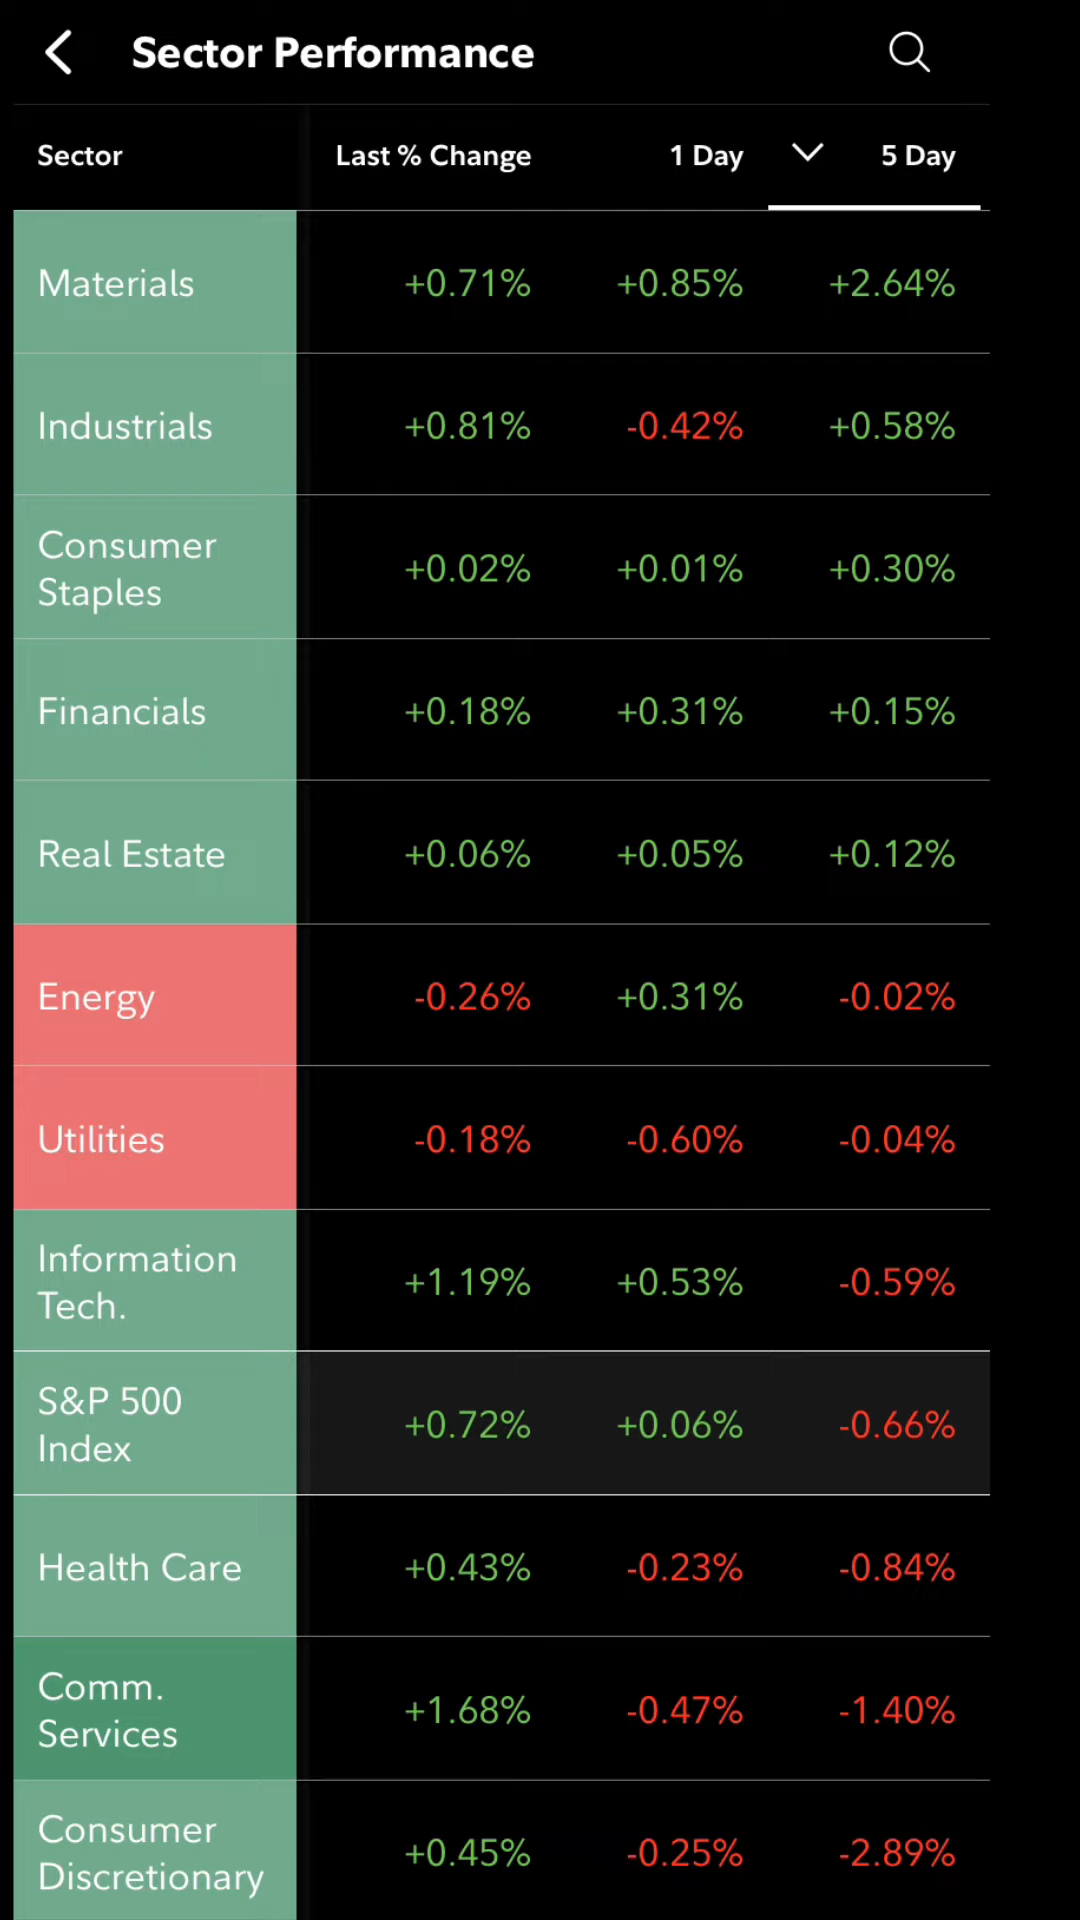 Sector Performance
Sector Last % Change 1 Day 5 Day
Materials +0.71% +0.85% +2.64%
Industrials +0.81% -0.42% +0.58%
Consumer
Staples +0.02% +0.01% +0.30%
Financials +0.18% +0.31% +0.15%
Real Estate +0.06% +0.05% +0.12%
Energy -0.26% +0.31% -0.02%
Utilities -0.18% -0.60% -0.04%
Information
Tech. +1.19% +0.53% -0.59%
S&P 500
Index +0.72% +0.06% -0.66%
Health Care +0.43% -0.23% -0.84%
Comm.
Services +1.68% -0.47% -1.40%
Consumer
Discretionary +0.45% -0.25% -2.89%